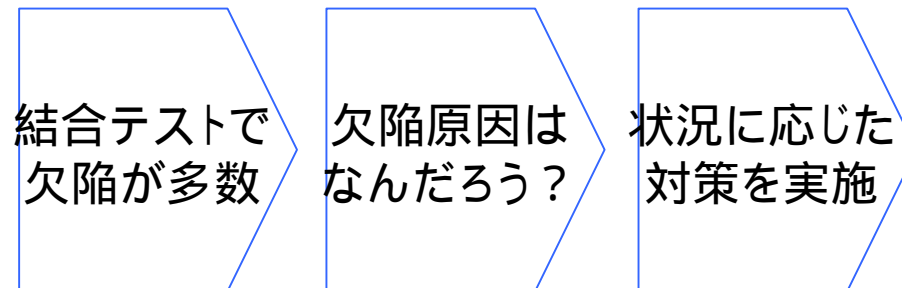 結合テストで
欠陥が多数
欠陥原因は
なんだろう？
状況に応じた
対策を実施